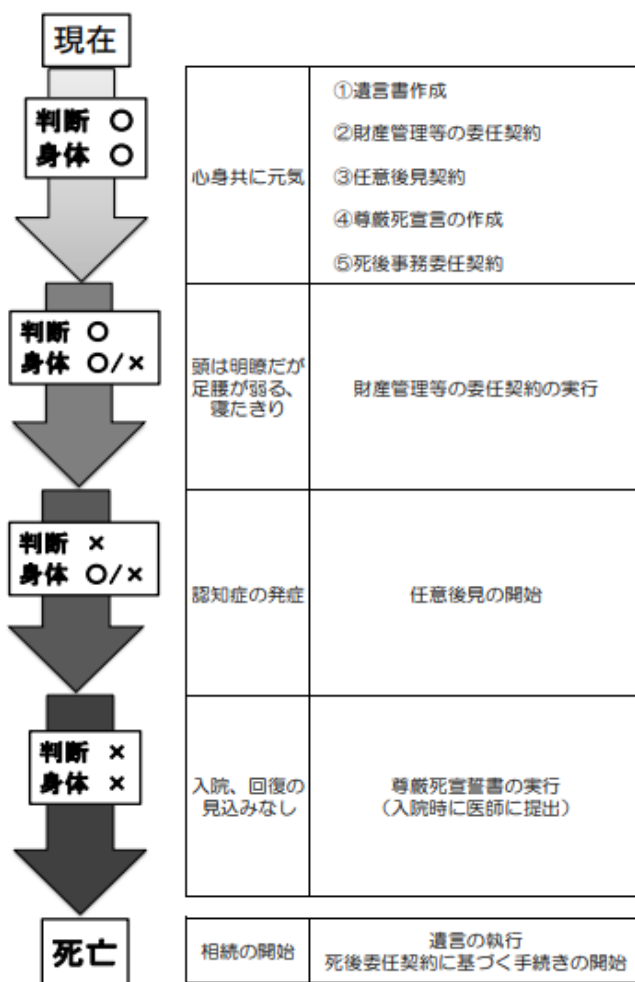 現在
判断 〇
身体 〇
心身共に元気
①遺言書作成
②財産管理等の委任契約
③任意後見契約
④尊厳死宣言の作成
⑤死後事務委任契約
判断 〇
身体 〇/×
頭は明瞭だが
足腰が弱る、
寝たきり
財産管理等の委任契約の実行
判断 ×
身体 〇/×
認知症の発症
任意後見の開始
判断 ×
身体 ×
入院、回復の
見込みなし
尊厳死宣誓書の実行
（入院時に医師に提出）
死亡
相続の開始
遺言の執行
死後委任契約に基づく手続きの開始